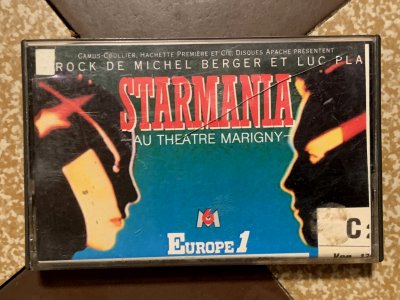 CAMUS-COULLIER, HACHETTE PREMIÈRE ET CIE, DISQUES APACHE PRÉSENTENT
ROCK DE MICHEL BERGER ET LUC PLA
STARMANIA
AU THÉÂTRE MARIGNY
M6
EUROPE 1
C